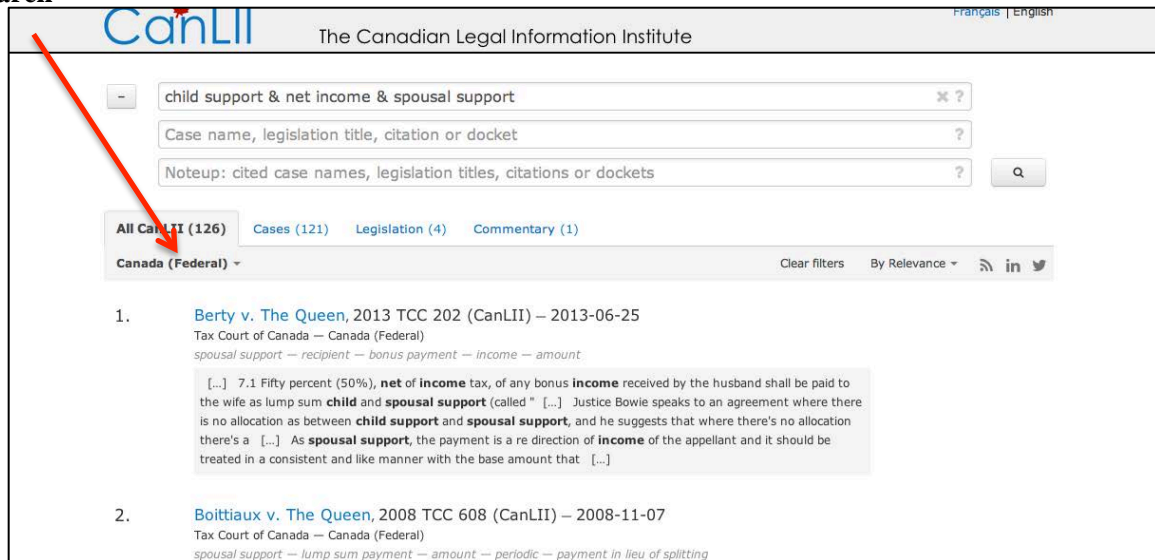 arch
Français | English
CanLII The Canadian Legal Information Institute
– child support & net income & spousal support ✖ ?
Case name, legislation title, citation or docket ?
Noteup: cited case names, legislation titles, citations or dockets ?
All CanLII (126) Cases (121) Legislation (4) Commentary (1)
Canada (Federal) Clear filters By Relevance in
1. Berty v. The Queen, 2013 TCC 202 (CanLII) — 2013-06-25
Tax Court of Canada — Canada (Federal)
spousal support — recipient — bonus payment — income — amount
[...] 7.1 Fifty percent (50%), net of income tax, of any bonus income received by the husband shall be paid to
the wife as lump sum child and spousal support (called " [...] Justice Bowie speaks to an agreement where there
is no allocation as between child support and spousal support, and he suggests that where there's no allocation
there's a [...] As spousal support, the payment is a re direction of income of the appellant and it should be
treated in a consistent and like manner with the base amount that [...]
2. Boittiaux v. The Queen, 2008 TCC 608 (CanLII) — 2008-11-07
Tax Court of Canada — Canada (Federal)
spousal support — lump sum payment — amount — periodic — payment in lieu of splitting